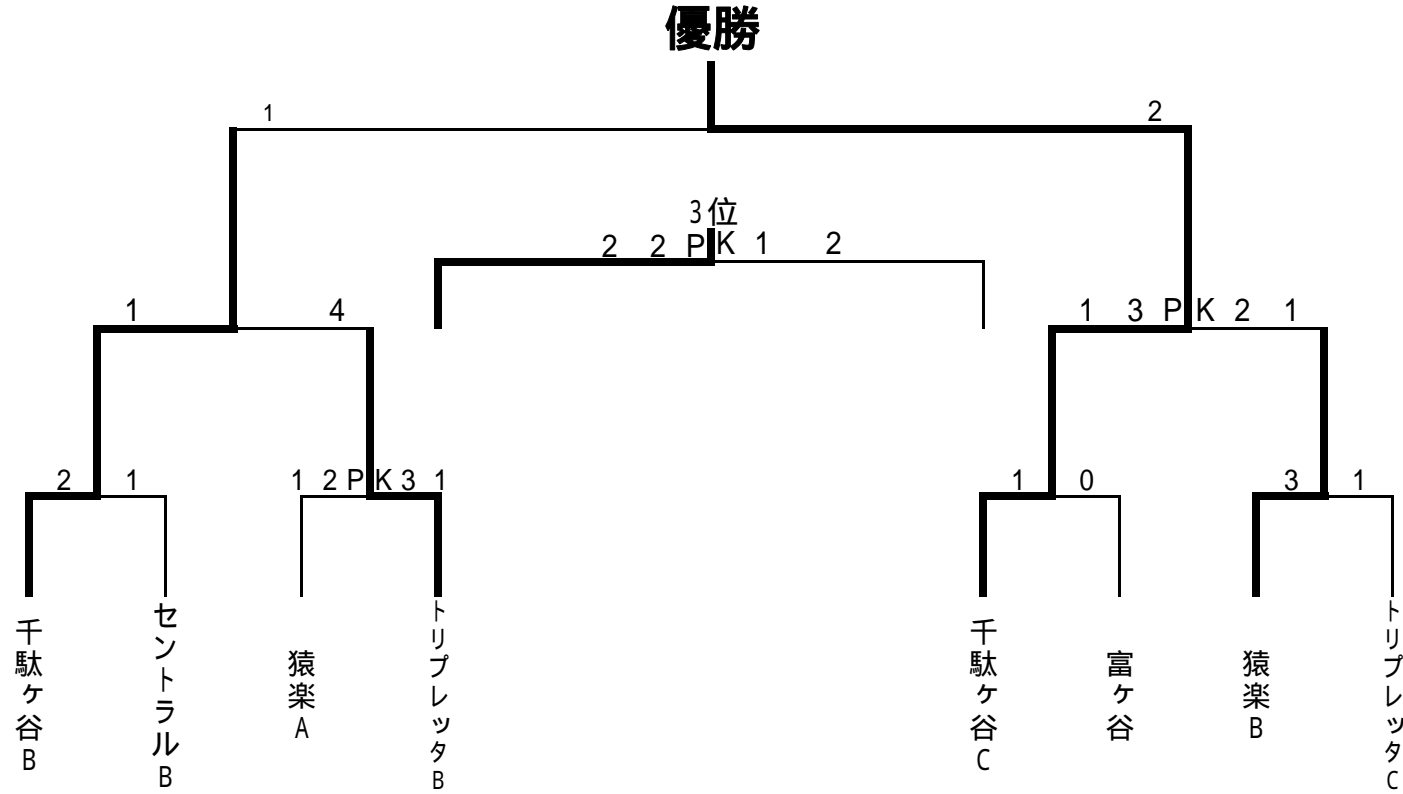 優勝
1 2
3位
2 2 PK 1 2
1 4 1 3 PK 2 1
2 1 1 2 PK 3 1 1 0 3 1
千駄ヶ谷B
セントラルB
猿楽A
トリプレッタB
千駄ヶ谷C
富ヶ谷
猿楽B
トリプレッタC